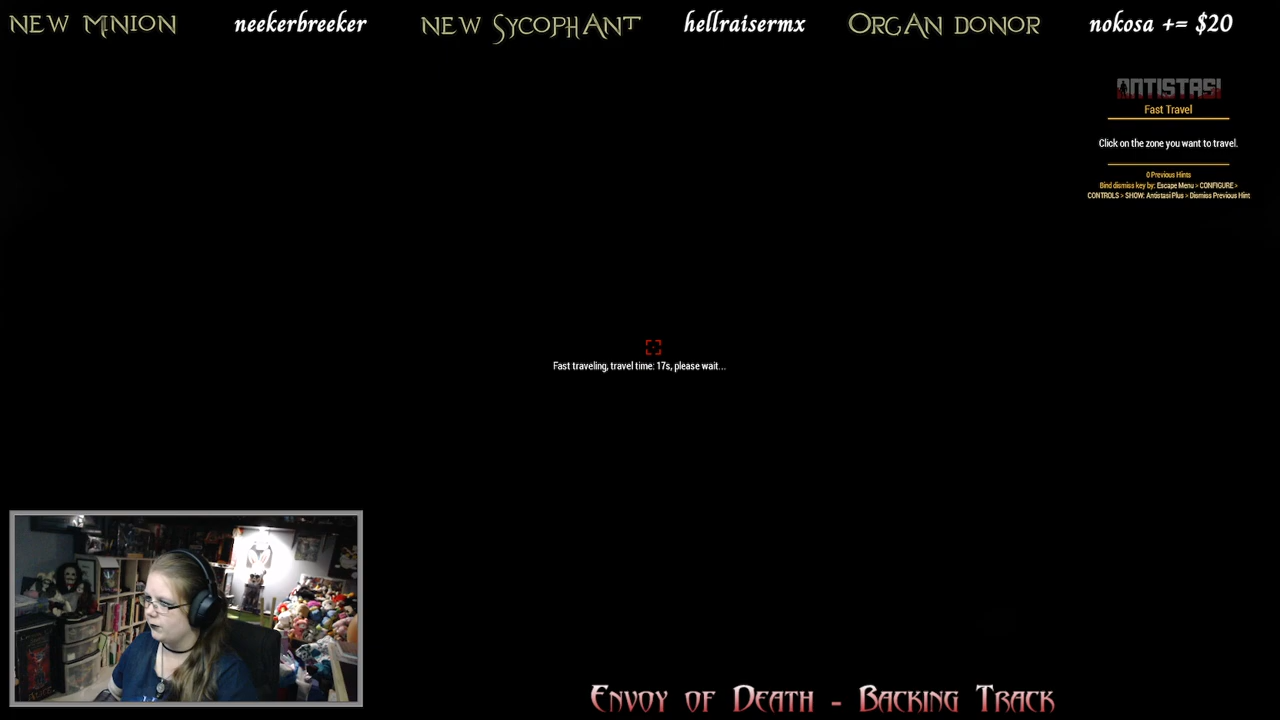 NEW MINION neekerbreeker NEW SYCOPHANT hellraisermx ORGAN DONOR nokosa += $20
ANTISTASI
Fast Travel
Click on the zone you want to travel.
0 Previous Hints
Bind dismiss key by: Escape Menu > CONFIGURE >
CONTROLS > SHOW: Antistasi Plus > Dismiss Previous Hint
Fast traveling, travel time: 17s, please wait...
ENVOY OF DEATH - BACKING TRACK